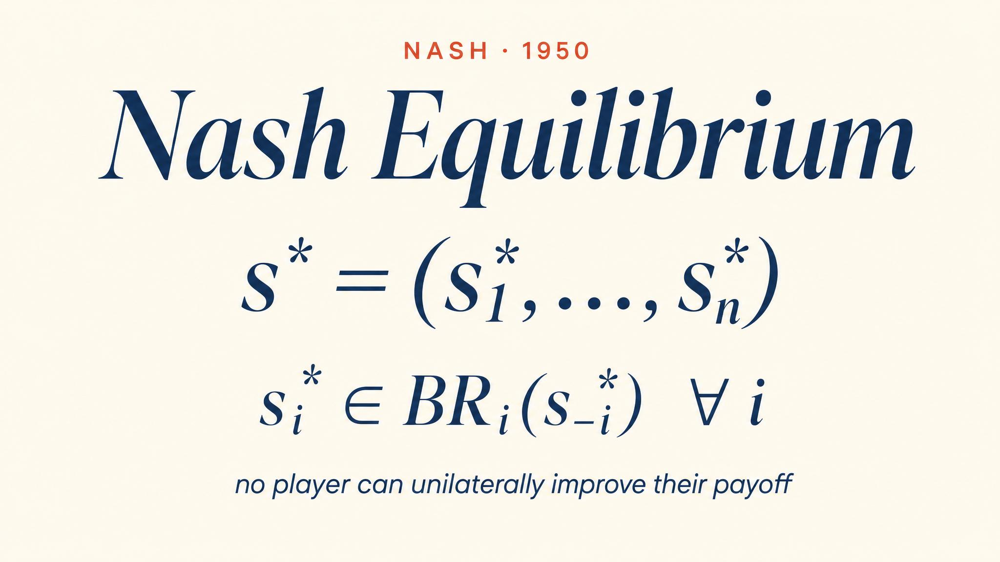 NASH · 1950
Nash Equilibrium
s* = (s₁*, ..., sₙ*)
sᵢ* ∈ BRᵢ(s₋ᵢ*) ∀ i
no player can unilaterally improve their payoff